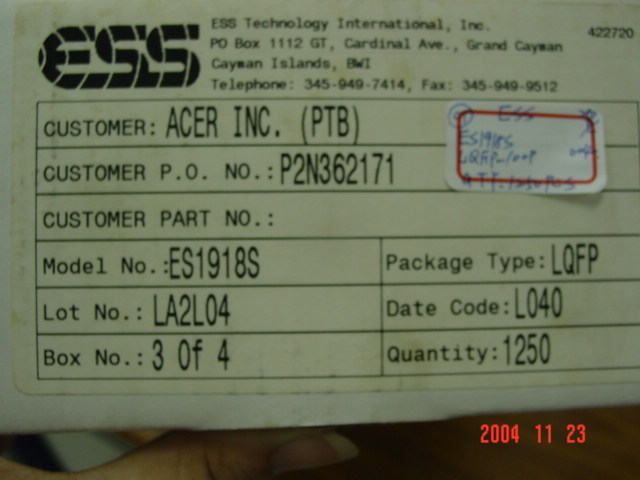 ESS
ESS Technology International, Inc.
422720
PO Box 1112 GT, Cardinal Ave., Grand Cayman
Cayman Islands, BWI
Telephone: 345-949-7414, Fax: 345-949-9512
CUSTOMER: ACER INC. (PTB)
ESS
ES1918S
LQFP-100P
CUSTOMER P.O. NO.: P2N362171
CUSTOMER PART NO.:
Model No.: ES1918S
Package Type: LQFP
Lot No.: LA2L04
Date Code: L040
Box No.: 3 Of 4
Quantity: 1250
2004 11 23